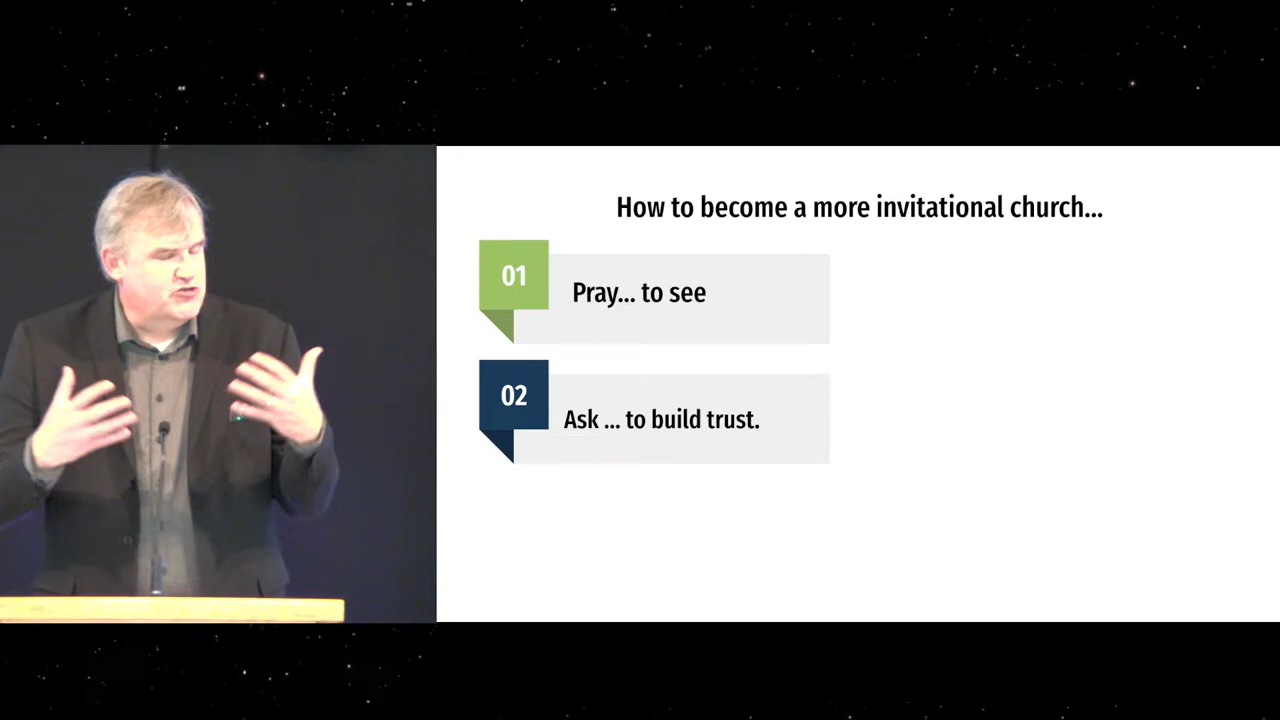 How to become a more invitational church...
01
Pray... to see
02
Ask ... to build trust.